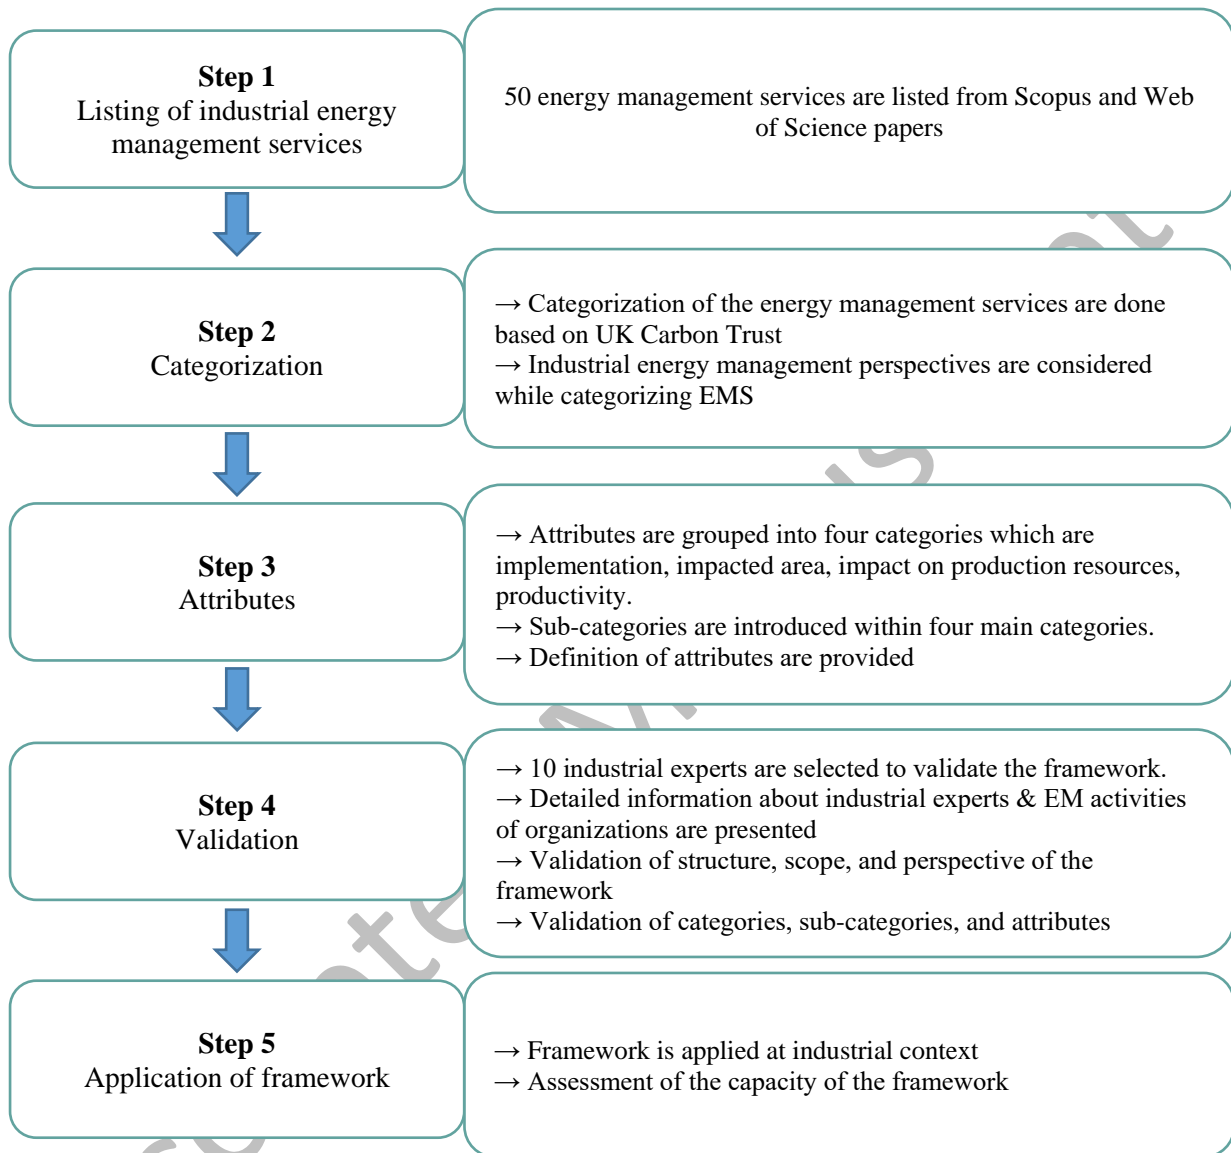 Step 1
Listing of industrial energy
management services
50 energy management services are listed from Scopus and Web
of Science papers
Step 2
Categorization
→ Categorization of the energy management services are done
based on UK Carbon Trust
→ Industrial energy management perspectives are considered
while categorizing EMS
Step 3
Attributes
→ Attributes are grouped into four categories which are
implementation, impacted area, impact on production resources,
productivity.
→ Sub-categories are introduced within four main categories.
→ Definition of attributes are provided
Step 4
Validation
→ 10 industrial experts are selected to validate the framework.
→ Detailed information about industrial experts & EM activities
of organizations are presented
→ Validation of structure, scope, and perspective of the
framework
→ Validation of categories, sub-categories, and attributes
Step 5
Application of framework
→ Framework is applied at industrial context
→ Assessment of the capacity of the framework